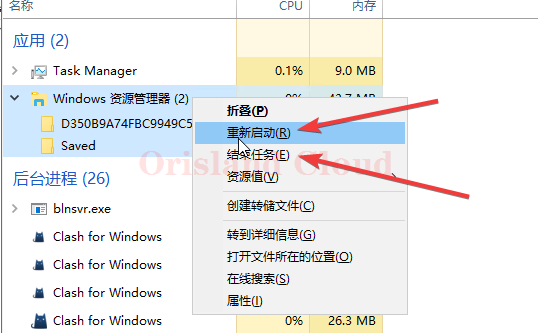 名称 CPU 内存
应用 (2)
Task Manager 0.1% 9.0 MB
Windows 资源管理器 (2) 0% 42.7 MB
折叠(P)
D350B9A74FBC9949C5
重新启动(R)
Saved
结束任务(E)
Orisland Cloud
后台进程 (26)
资源值(V)
blnsvr.exe
创建转储文件(C)
Clash for Windows
转到详细信息(G)
Clash for Windows
打开文件所在的位置(O)
Clash for Windows
在线搜索(S)
属性(I)
Clash for Windows 0% 26.3 MB